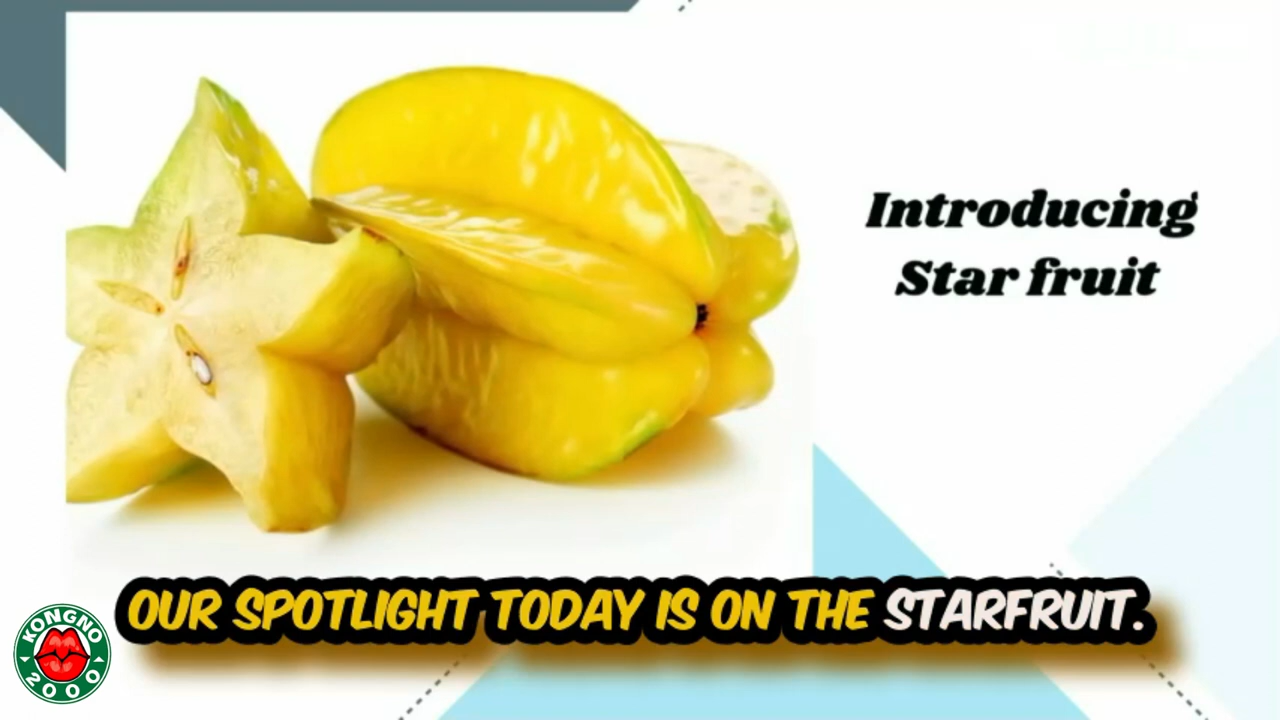 Introducing
Star fruit
OUR SPOTLIGHT TODAY IS ON THE STARFRUIT.
KONGNO
2000